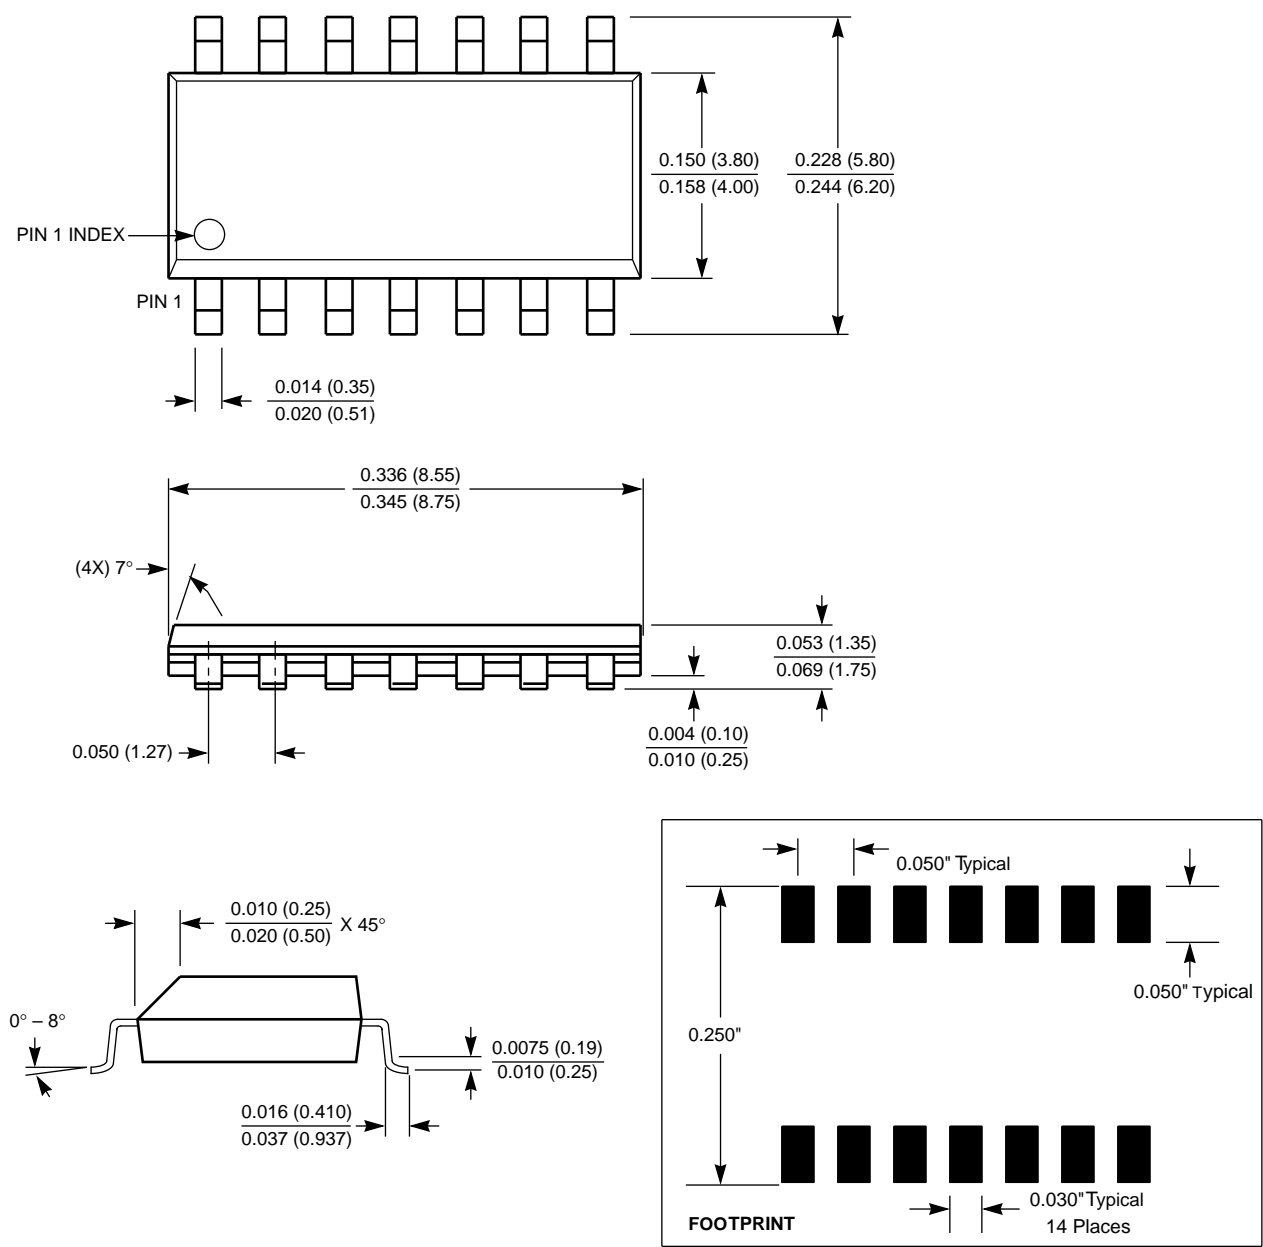 0.150 (3.80)
0.158 (4.00)
0.228 (5.80)
0.244 (6.20)
PIN 1 INDEX
PIN 1
0.014 (0.35)
0.020 (0.51)
0.336 (8.55)
0.345 (8.75)
(4X) 7°
0.053 (1.35)
0.069 (1.75)
0.004 (0.10)
0.010 (0.25)
0.050 (1.27)
0.050" Typical
0.010 (0.25)
0.020 (0.50)
X 45°
0.050" Typical
0° – 8°
0.250"
0.0075 (0.19)
0.010 (0.25)
0.016 (0.410)
0.037 (0.937)
0.030" Typical
14 Places
FOOTPRINT